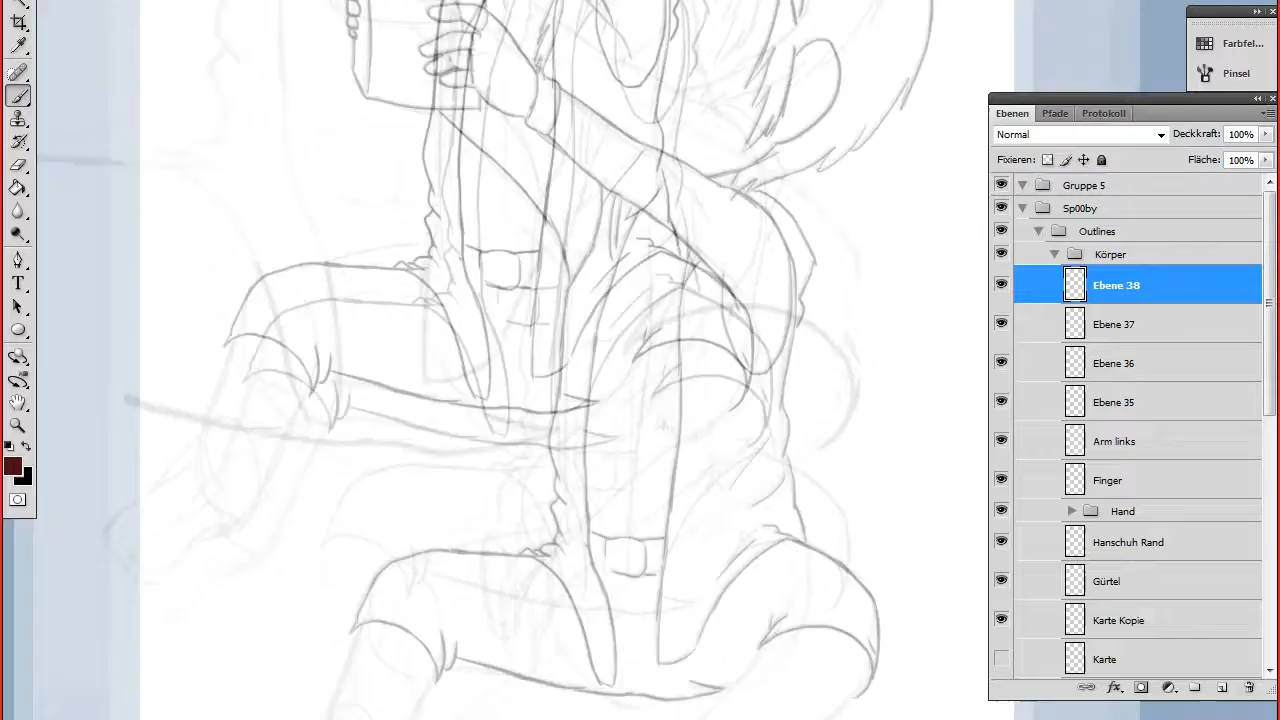 Farbfel...
Pinsel
Ebenen Pfade Protokoll
Normal Deckkraft: 100%
Fixieren: Fläche: 100%
Gruppe 5
Sp00by
Outlines
Körper
Ebene 38
Ebene 37
Ebene 36
Ebene 35
Arm links
Finger
Hand
Hanschuh Rand
Gürtel
Karte Kopie
Karte
fx